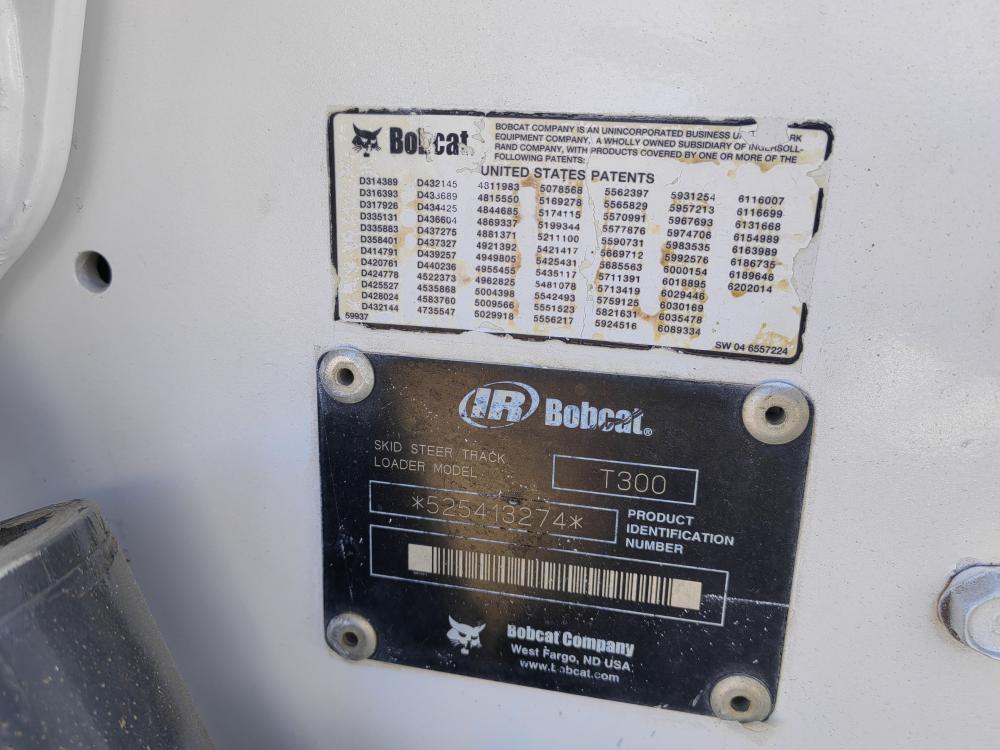 Bobcat
BOBCAT COMPANY IS AN UNINCORPORATED BUSINESS
EQUIPMENT COMPANY, A WHOLLY OWNED SUBSIDIARY OF INGERSOLL-
RAND COMPANY, WITH PRODUCTS COVERED BY ONE OR MORE OF THE
FOLLOWING PATENTS:
UNITED STATES PATENTS
D314389 D432145 4811983 5078568 5562397 5931254 6116007
D316393 D433689 4815550 5169278 5565829 5957213 6116699
D317926 D434425 4844685 5174115 5570991 5967693 6131668
D335131 D436604 4869337 5199344 5577876 5974706 6154989
D335883 D437275 4881371 5211100 5590731 5983535 6163989
D358401 D437327 4921392 5421417 5669712 5992576 6186735
D414791 D439257 4949805 5425431 5685563 6000154 6189646
D420761 D440236 4955455 5435117 5711391 6018895 6202014
D424778 4522373 4962825 5481078 5713419 6029446
D425527 4535868 5004398 5542493 5759125 6030169
D428024 4583760 5009566 5551523 5821631 6035478
D432144 4735547 5029918 5556217 5924516 6089334
59937
SW 04 6557224
IR Bobcat®
SKID STEER TRACK
LOADER MODEL T300
*525413274*
PRODUCT
IDENTIFICATION
NUMBER
Bobcat Company
West Fargo, ND USA
www.bobcat.com